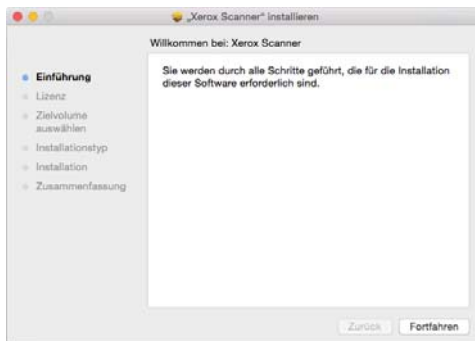 „Xerox Scanner“ installieren
Willkommen bei: Xerox Scanner
Einführung
Lizenz
Zielvolume
auswählen
Installationstyp
Installation
Zusammenfassung
Sie werden durch alle Schritte geführt, die für die Installation
dieser Software erforderlich sind.
Zurück
Fortfahren